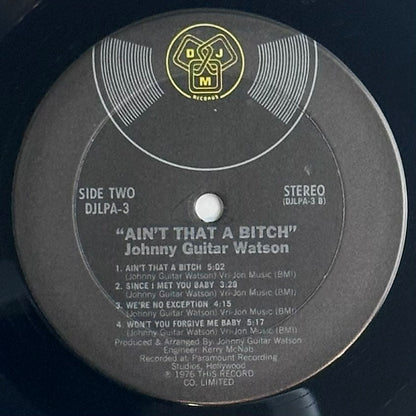 D J M
RECORDS
SIDE TWO
DJLPA-3
STEREO
(DJLPA-3 B)
"AIN'T THAT A BITCH"
Johnny Guitar Watson
1. AIN'T THAT A BITCH 5:02
(Johnny Guitar Watson) Vri-Jon Music (BMI)
2. SINCE I MET YOU BABY 3:20
(Johnny Guitar Watson) Vri-Jon Music (BMI)
3. WE'RE NO EXCEPTION 4:15
(Johnny Guitar Watson) Vri-Jon Music (BMI)
4. WON'T YOU FORGIVE ME BABY 5:17
(Johnny Guitar Watson) Vri-Jon Music (BMI)
Produced & Arranged By: Johnny Guitar Watson
Engineer: Kerry McNab
Recorded at: Paramount Recording
Studios, Hollywood
℗ 1976 THIS RECORD
CO. LIMITED